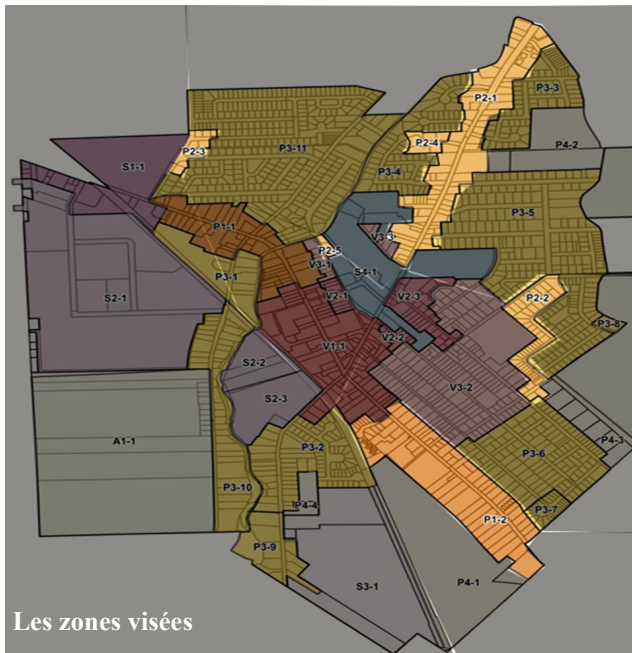 P3-3
P2-1
P2-4
P4-2
P3-11
P2-3
S1-1
P3-4
P3-5
P1-1
V3-3
P2-5
V3-1
S4-1
P3-1
V2-1
V2-3
P2-2
S2-1
P3-8
V2-2
V1-1
S2-2
V3-2
S2-3
A1-1
P4-3
P3-2
P3-6
P3-10
P4-4
P3-7
P1-2
P3-9
P4-1
S3-1
Les zones visées